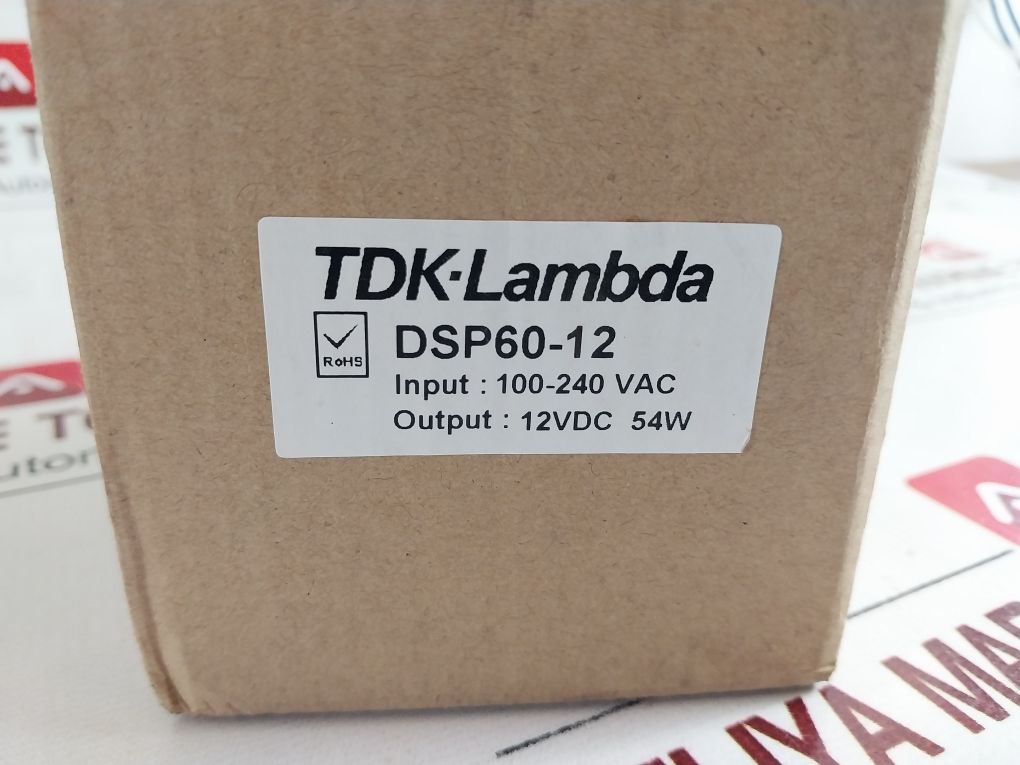 TDK-Lambda
RoHS
DSP60-12
Input : 100-240 VAC
Output : 12VDC 54W